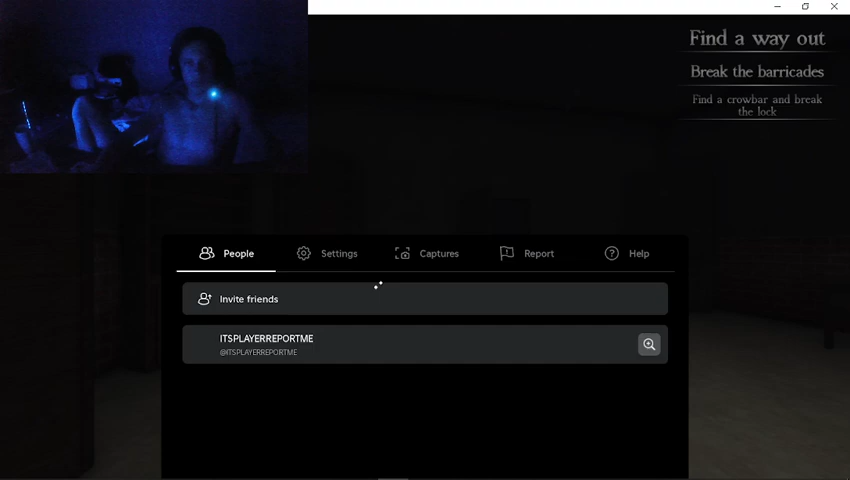 Find a way out
Break the barricades
Find a crowbar and break
the lock
People
Settings
Captures
Report
Help
Invite friends
ITSPLAYERREPORTME
@ITSPLAYERREPORTME